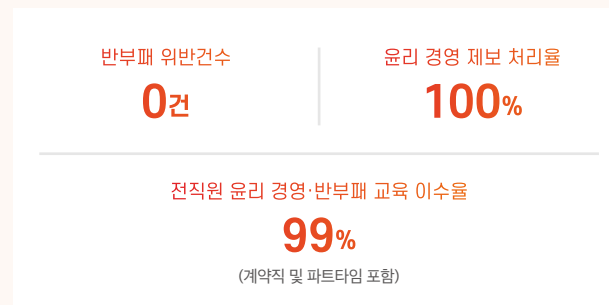 반부패 위반건수
0건
윤리 경영 제보 처리율
100%
전직원 윤리 경영·반부패 교육 이수율
99%
(계약직 및 파트타임 포함)